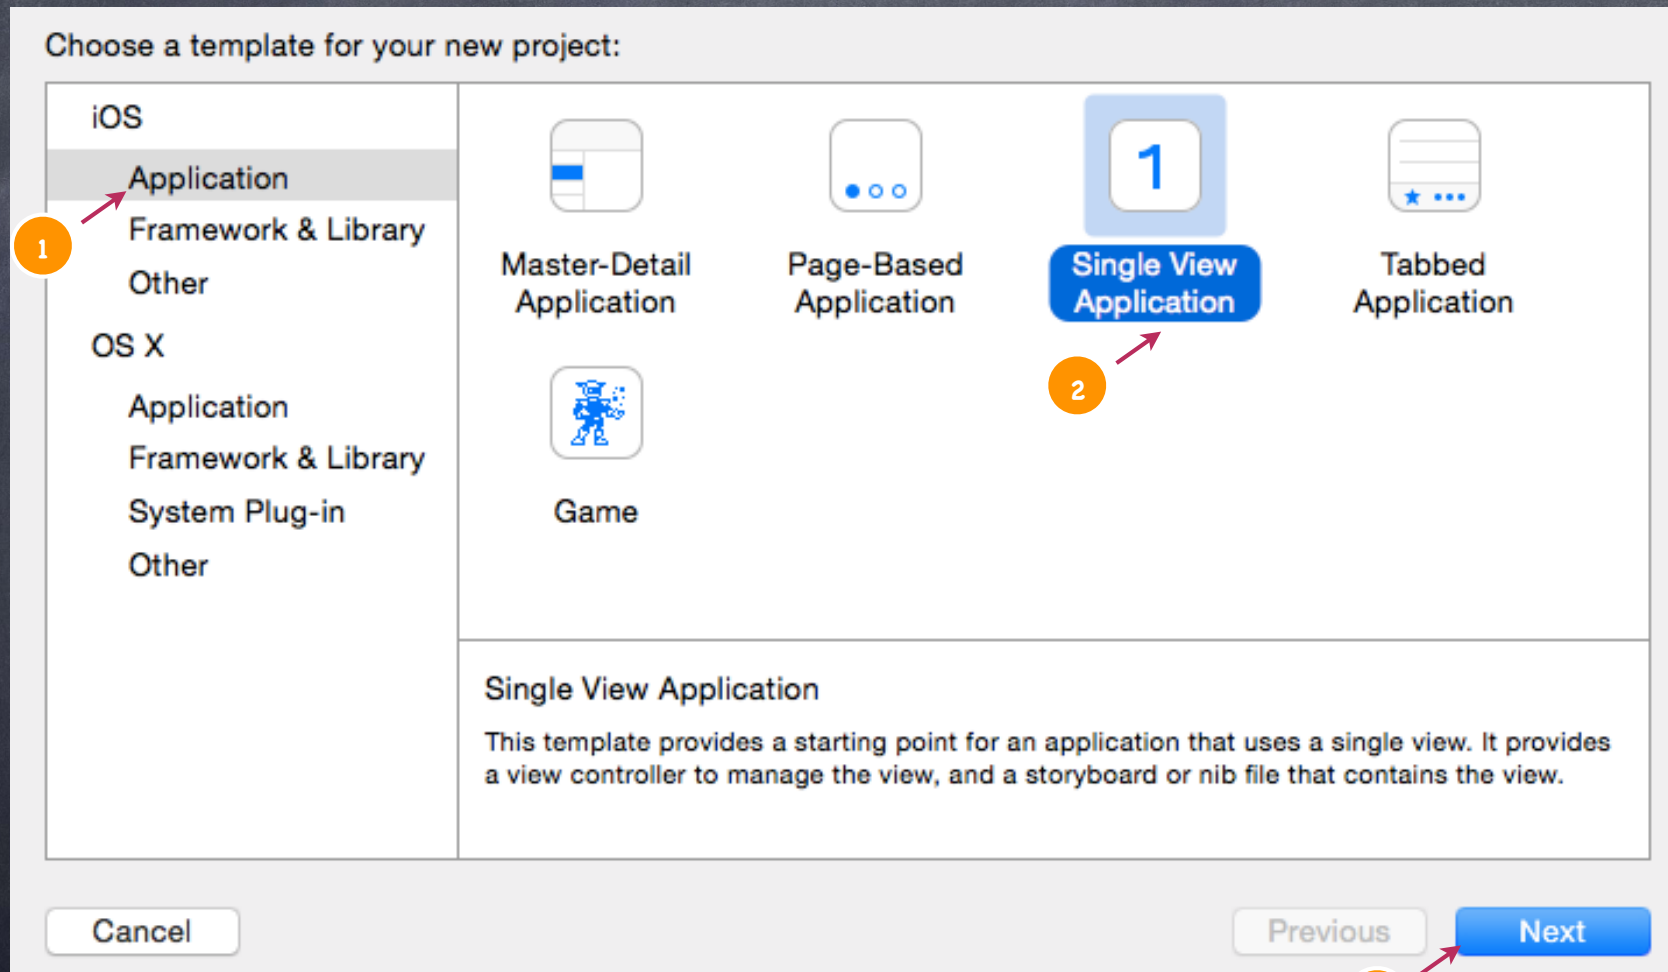 Choose a template for your new project:
iOS
Application
Framework & Library
Other
OS X
Application
Framework & Library
System Plug-in
Other
1
1
Master-Detail
Application
Page-Based
Application
Single View
Application
Tabbed
Application
2
Game
Single View Application
This template provides a starting point for an application that uses a single view. It provides
a view controller to manage the view, and a storyboard or nib file that contains the view.
Cancel
Previous
Next